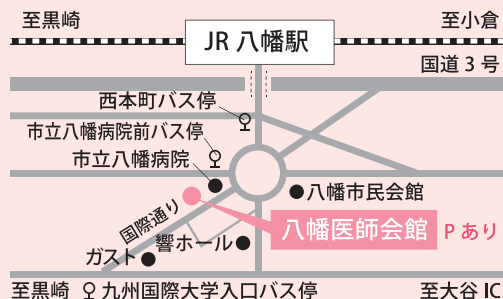 至黒崎
至小倉
JR 八幡駅
国道 3 号
西本町バス停
市立八幡病院前バス停
市立八幡病院
八幡市民会館
国際通り
八幡医師会館
P あり
響ホール
ガスト
至黒崎
九州国際大学入口バス停
至大谷 IC